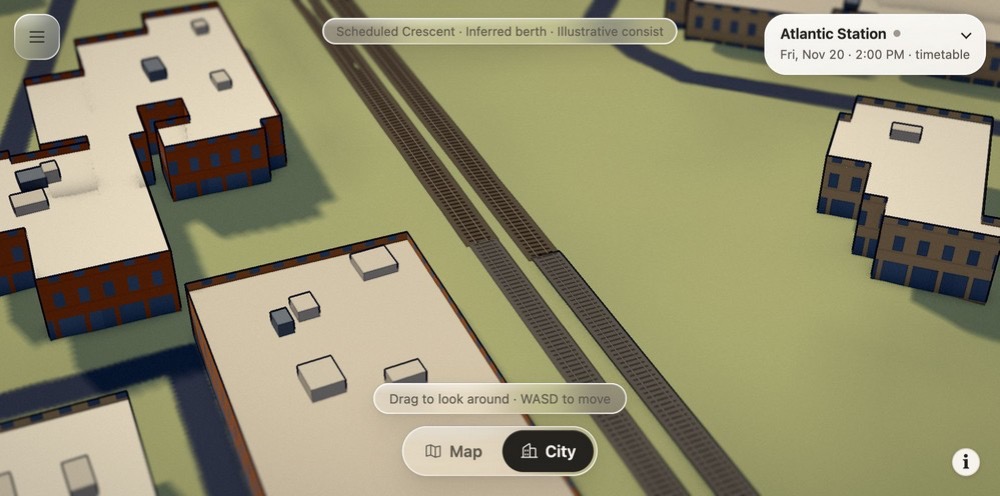 Scheduled Crescent · Inferred berth · Illustrative consist
Atlantic Station
Fri, Nov 20 · 2:00 PM · timetable
Drag to look around · WASD to move
Map
City
i